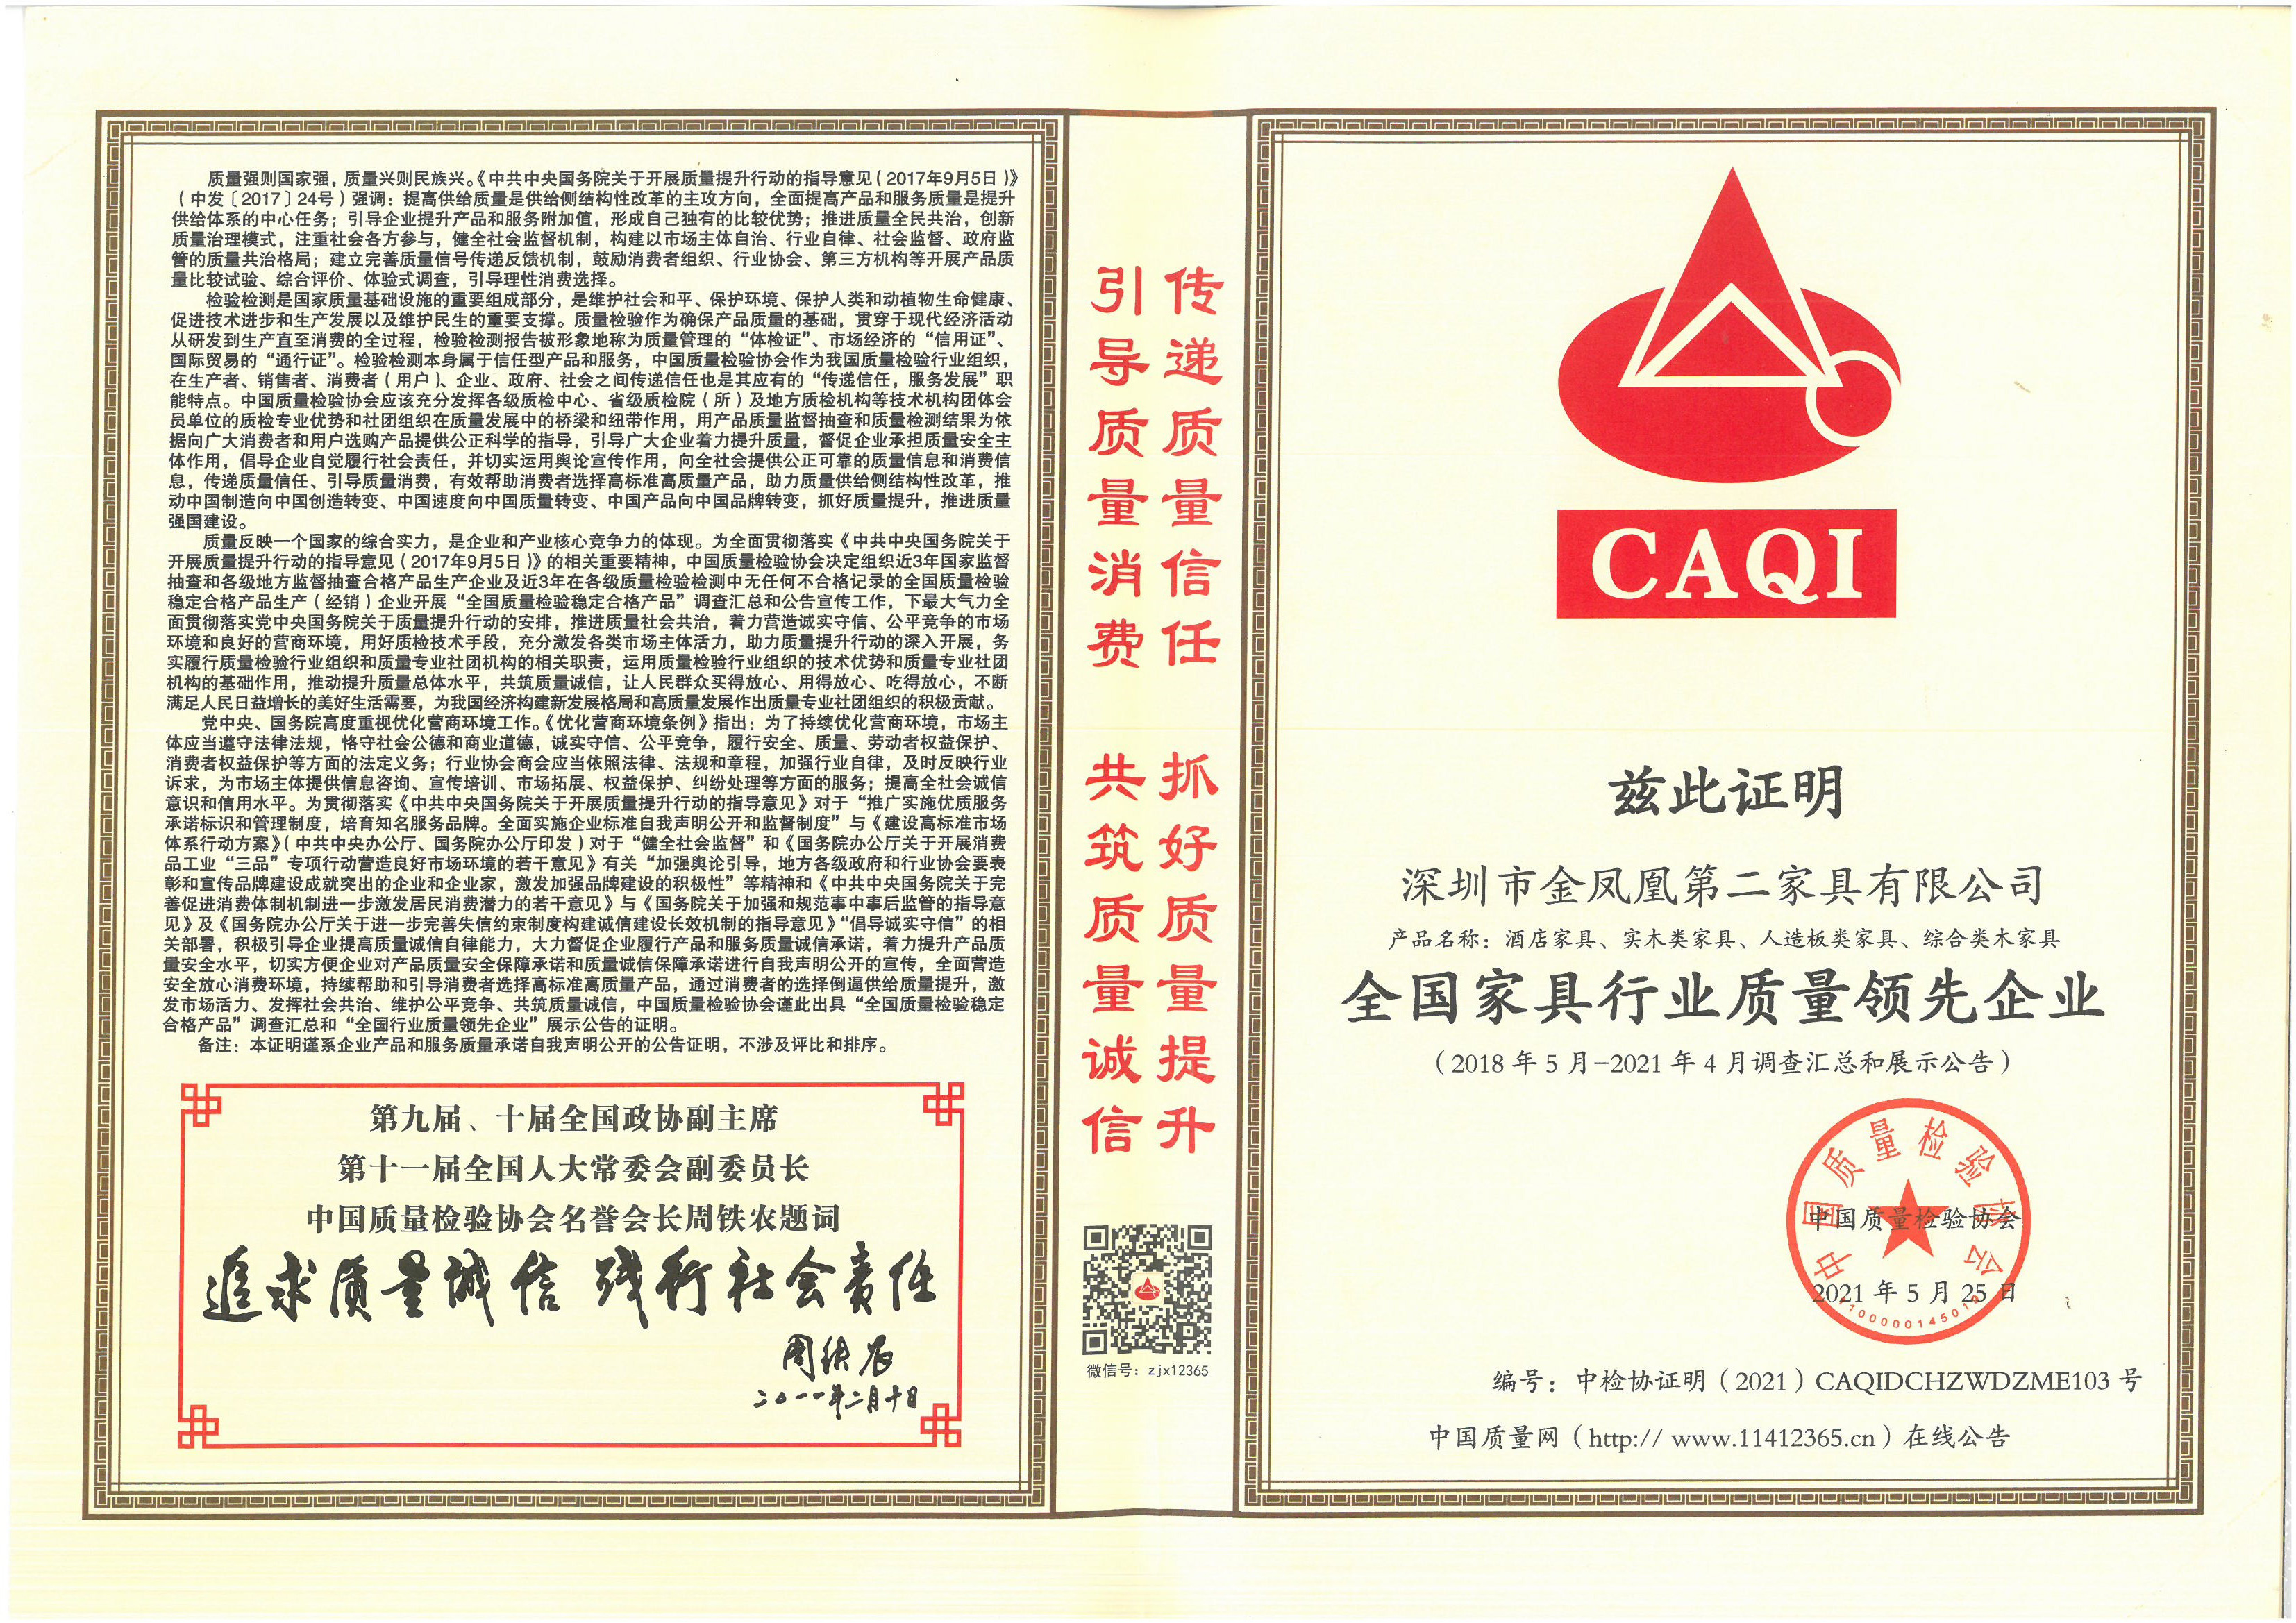 质量强则国家强，质量兴则民族兴。《中共中央国务院关于开展质量提升行动的指导意见（2017年9月5日）》
（中发〔2017〕24号）强调：提高供给质量是供给侧结构性改革的主攻方向，全面提高产品和服务质量是提升
供给体系的中心任务；引导企业提升产品和服务附加值，形成自己独有的比较优势；推进质量全民共治，创新
质量治理模式，注重社会各方参与，健全社会监督机制，构建以市场主体自治、行业自律、社会监督、政府监
管的质量共治格局；建立完善质量信号传递反馈机制，鼓励消费者组织、行业协会、第三方机构等开展产品质
量比较试验、综合评价、体验式调查，引导理性消费选择。
检验检测是国家质量基础设施的重要组成部分，是维护社会和平、保护环境、保护人类和动植物生命健康、
促进技术进步和生产发展以及维护民生的重要支撑。质量检验作为确保产品质量的基础，贯穿于现代经济活动
从研发到生产直至消费的全过程，检验检测报告被形象地称为质量管理的“体检证”、市场经济的“信用证”、
国际贸易的“通行证”。检验检测本身属于信任型产品和服务，中国质量检验协会作为我国质量检验行业组织，
在生产者、销售者、消费者（用户）、企业、政府、社会之间传递信任也是其应有的“传递信任，服务发展”职
能特点。中国质量检验协会应该充分发挥各级质检中心、省级质检院（所）及地方质检机构等技术机构团体会
员单位的质检专业优势和社团组织在质量发展中的桥梁和纽带作用，用产品质量监督抽查和质量检测结果为依
据向广大消费者和用户选购产品提供公正科学的指导，引导广大企业着力提升质量，督促企业承担质量安全主
体作用，倡导企业自觉履行社会责任，并切实运用舆论宣传作用，向全社会提供公正可靠的质量信息和消费信
息，传递质量信任、引导质量消费，有效帮助消费者选择高标准高质量产品，助力质量供给侧结构性改革，推
动中国制造向中国创造转变、中国速度向中国质量转变、中国产品向中国品牌转变，抓好质量提升，推进质量
强国建设。
质量反映一个国家的综合实力，是企业和产业核心竞争力的体现。为全面贯彻落实《中共中央国务院关于
开展质量提升行动的指导意见（2017年9月5日）》的相关重要精神，中国质量检验协会决定组织近3年国家监督
抽查和各级地方监督抽查合格产品生产企业及近3年在各级质量检验检测中无任何不合格记录的全国质量检验
稳定合格产品生产（经销）企业开展“全国质量检验稳定合格产品”调查汇总和公告宣传工作，下最大气力全
面贯彻落实党中央国务院关于质量提升行动的安排，推进质量社会共治，着力营造诚实守信、公平竞争的市场
环境和良好的营商环境，用好质检技术手段，充分激发各类市场主体活力，助力质量提升行动的深入开展，务
实履行质量检验行业组织和质量专业社团机构的相关职责，运用质量检验行业组织的技术优势和质量专业社团
机构的基础作用，推动提升质量总体水平，共筑质量诚信，让人民群众买得放心、用得放心、吃得放心，不断
满足人民日益增长的美好生活需要，为我国经济构建新发展格局和高质量发展作出质量专业社团组织的积极贡献。
党中央、国务院高度重视优化营商环境工作。《优化营商环境条例》指出：为了持续优化营商环境，市场主
体应当遵守法律法规，恪守社会公德和商业道德，诚实守信、公平竞争，履行安全、质量、劳动者权益保护、
消费者权益保护等方面的法定义务；行业协会商会应当依照法律、法规和章程，加强行业自律，及时反映行业
诉求，为市场主体提供信息咨询、宣传培训、市场拓展、权益保护、纠纷处理等方面的服务；提高全社会诚信
意识和信用水平。为贯彻落实《中共中央国务院关于开展质量提升行动的指导意见》对于“推广实施优质服务
承诺标识和管理制度，培育知名服务品牌。全面实施企业标准自我声明公开和监督制度”与《建设高标准市场
体系行动方案》（中共中央办公厅、国务院办公厅印发）对于“健全社会监督”和《国务院办公厅关于开展消费
品工业“三品”专项行动营造良好市场环境的若干意见》有关“加强舆论引导，地方各级政府和行业协会要表
彰和宣传品牌建设成就突出的企业和企业家，激发加强品牌建设的积极性”等精神和《中共中央国务院关于完
善促进消费体制机制进一步激发居民消费潜力的若干意见》与《国务院关于加强和规范事中事后监管的指导意
见》及《国务院办公厅关于进一步完善失信约束制度构建诚信建设长效机制的指导意见》“倡导诚实守信”的相
关部署，积极引导企业提高质量诚信自律能力，大力督促企业履行产品和服务质量诚信承诺，着力提升产品质
量安全水平，切实方便企业对产品质量安全保障承诺和质量诚信保障承诺进行自我声明公开的宣传，全面营造
安全放心消费环境，持续帮助和引导消费者选择高标准高质量产品，通过消费者的选择倒逼供给质量提升，激
发市场活力、发挥社会共治、维护公平竞争、共筑质量诚信，中国质量检验协会谨此出具“全国质量检验稳定
合格产品”调查汇总和“全国行业质量领先企业”展示公告的证明。
备注：本证明谨系企业产品和服务质量承诺自我声明公开的公告证明，不涉及评比和排序。
第九届、十届全国政协副主席
第十一届全国人大常委会副委员长
中国质量检验协会名誉会长周铁农题词
追求质量诚信 践行社会责任
周铁农
二〇一一年二月十日
传递质量信任 抓好质量提升
引导质量消费 共筑质量诚信
微信号：zjx12365
CAQI
兹此证明
深圳市金凤凰第二家具有限公司
产品名称：酒店家具、实木类家具、人造板类家具、综合类木家具
全国家具行业质量领先企业
（2018年5月-2021年4月调查汇总和展示公告）
中国质量检验协会
中国质量检验协会
2021年5月25日
编号：中检协证明（2021）CAQIDCHZWDZME103号
中国质量网（http:// www.11412365.cn）在线公告